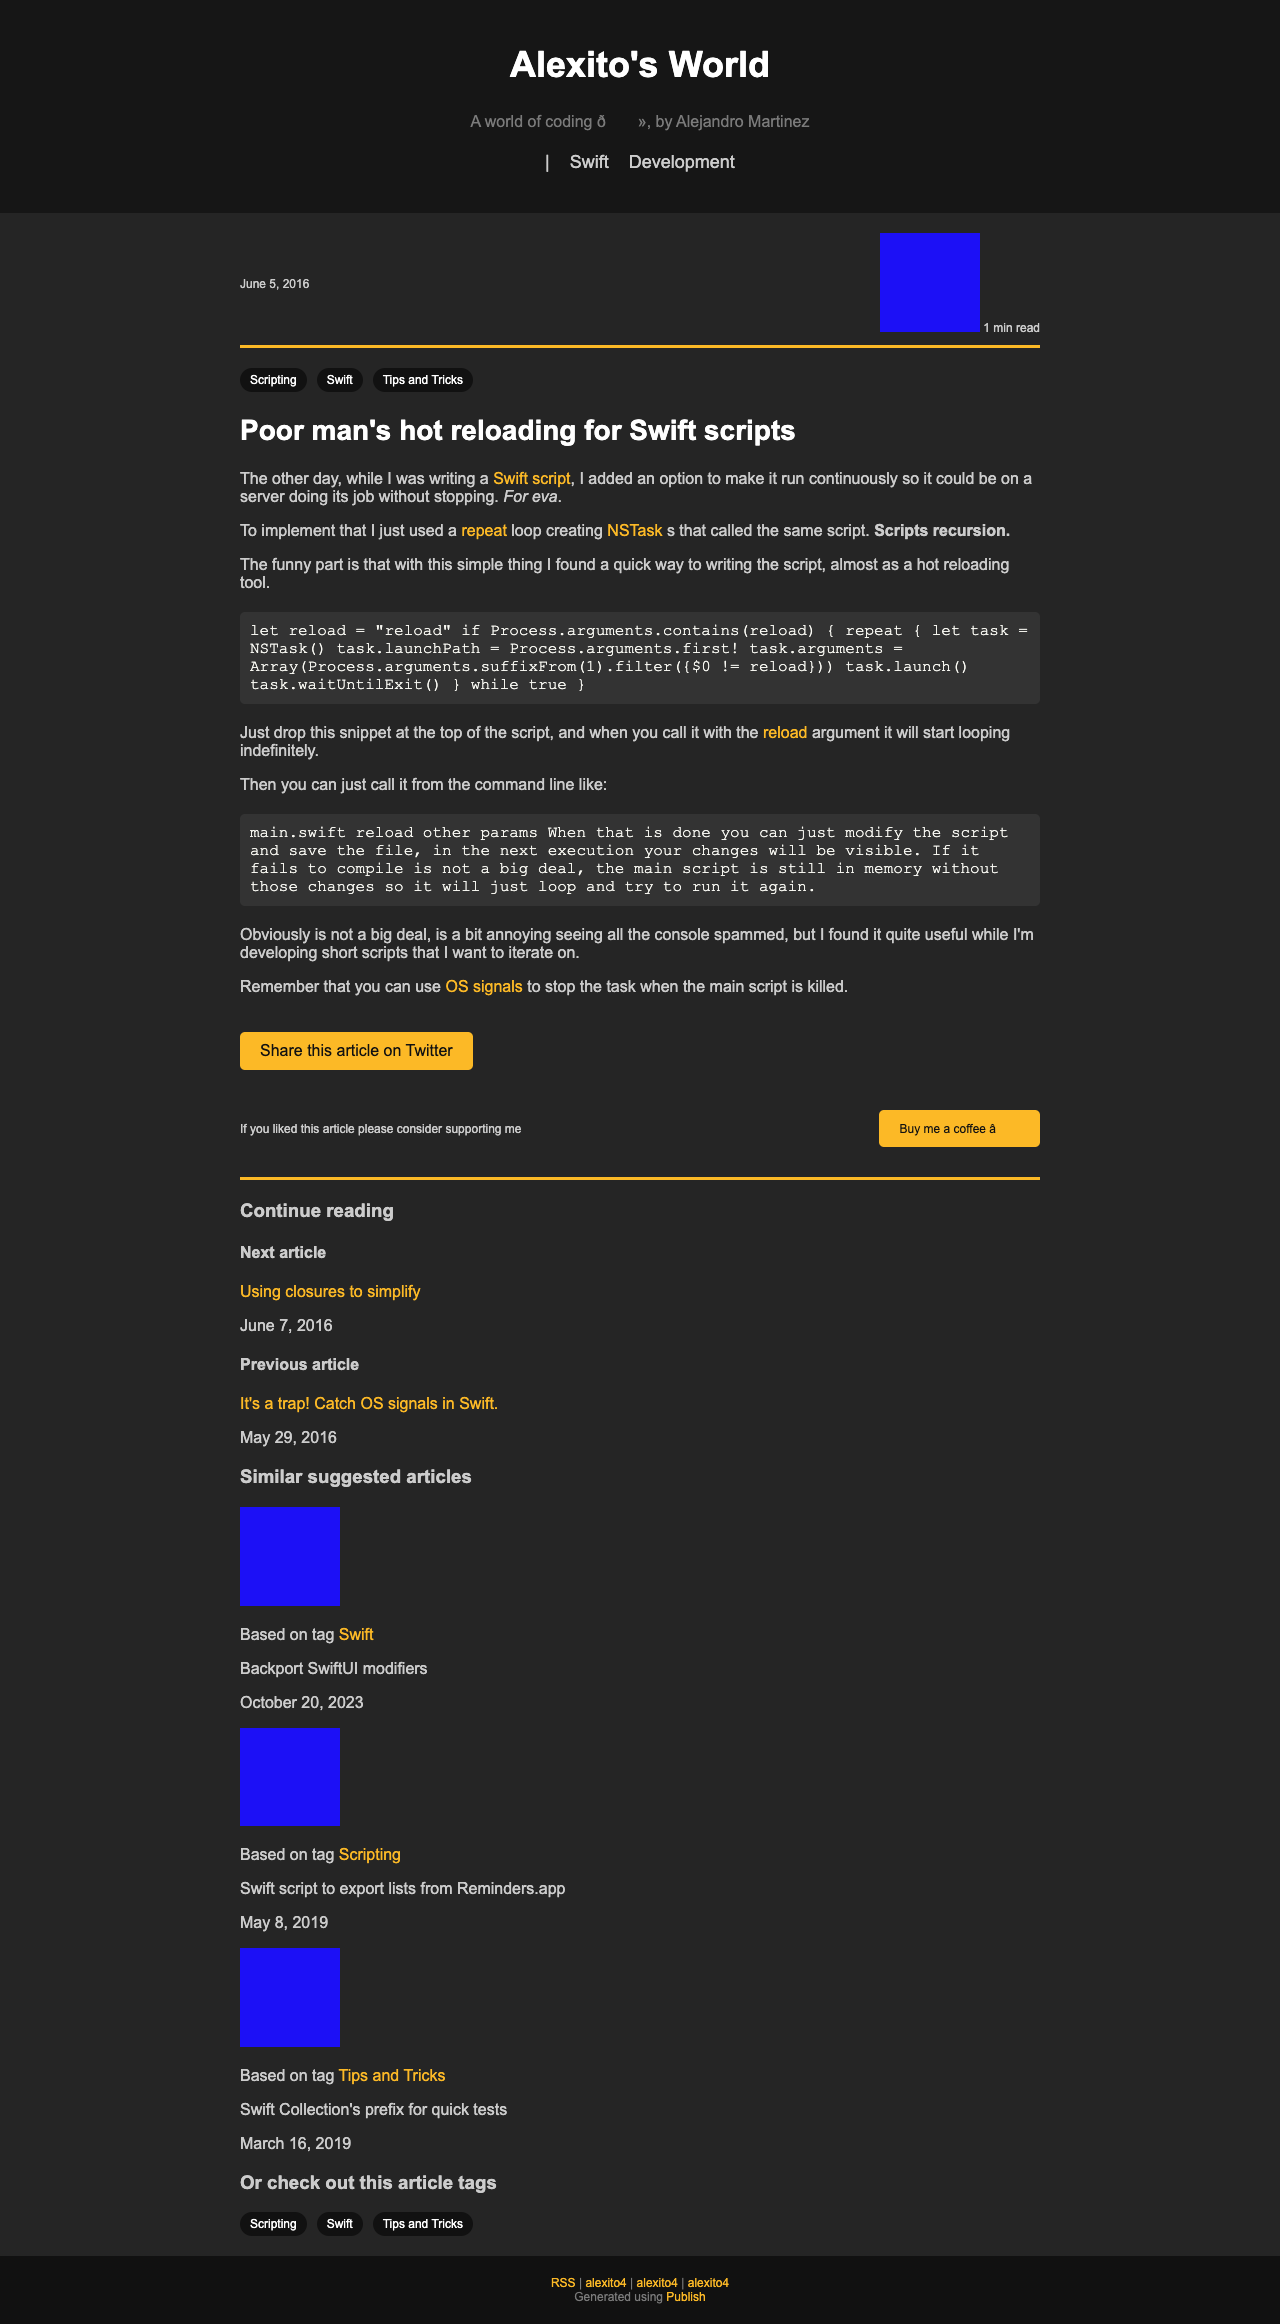 Alexito's World
A world of coding ð », by Alejandro Martinez
| Swift Development
June 5, 2016
1 min read
Scripting Swift Tips and Tricks
Poor man's hot reloading for Swift scripts
The other day, while I was writing a Swift script, I added an option to make it run continuously so it could be on a
server doing its job without stopping. For eva.
To implement that I just used a repeat loop creating NSTask s that called the same script. Scripts recursion.
The funny part is that with this simple thing I found a quick way to writing the script, almost as a hot reloading
tool.
let reload = "reload" if Process.arguments.contains(reload) { repeat { let task =
NSTask() task.launchPath = Process.arguments.first! task.arguments =
Array(Process.arguments.suffixFrom(1).filter({$0 != reload})) task.launch()
task.waitUntilExit() } while true }
Just drop this snippet at the top of the script, and when you call it with the reload argument it will start looping
indefinitely.
Then you can just call it from the command line like:
main.swift reload other params When that is done you can just modify the script
and save the file, in the next execution your changes will be visible. If it
fails to compile is not a big deal, the main script is still in memory without
those changes so it will just loop and try to run it again.
Obviously is not a big deal, is a bit annoying seeing all the console spammed, but I found it quite useful while I'm
developing short scripts that I want to iterate on.
Remember that you can use OS signals to stop the task when the main script is killed.
Share this article on Twitter
If you liked this article please consider supporting me
Buy me a coffee â
Continue reading
Next article
Using closures to simplify
June 7, 2016
Previous article
It's a trap! Catch OS signals in Swift.
May 29, 2016
Similar suggested articles
Based on tag Swift
Backport SwiftUI modifiers
October 20, 2023
Based on tag Scripting
Swift script to export lists from Reminders.app
May 8, 2019
Based on tag Tips and Tricks
Swift Collection's prefix for quick tests
March 16, 2019
Or check out this article tags
Scripting Swift Tips and Tricks
RSS | alexito4 | alexito4 | alexito4
Generated using Publish